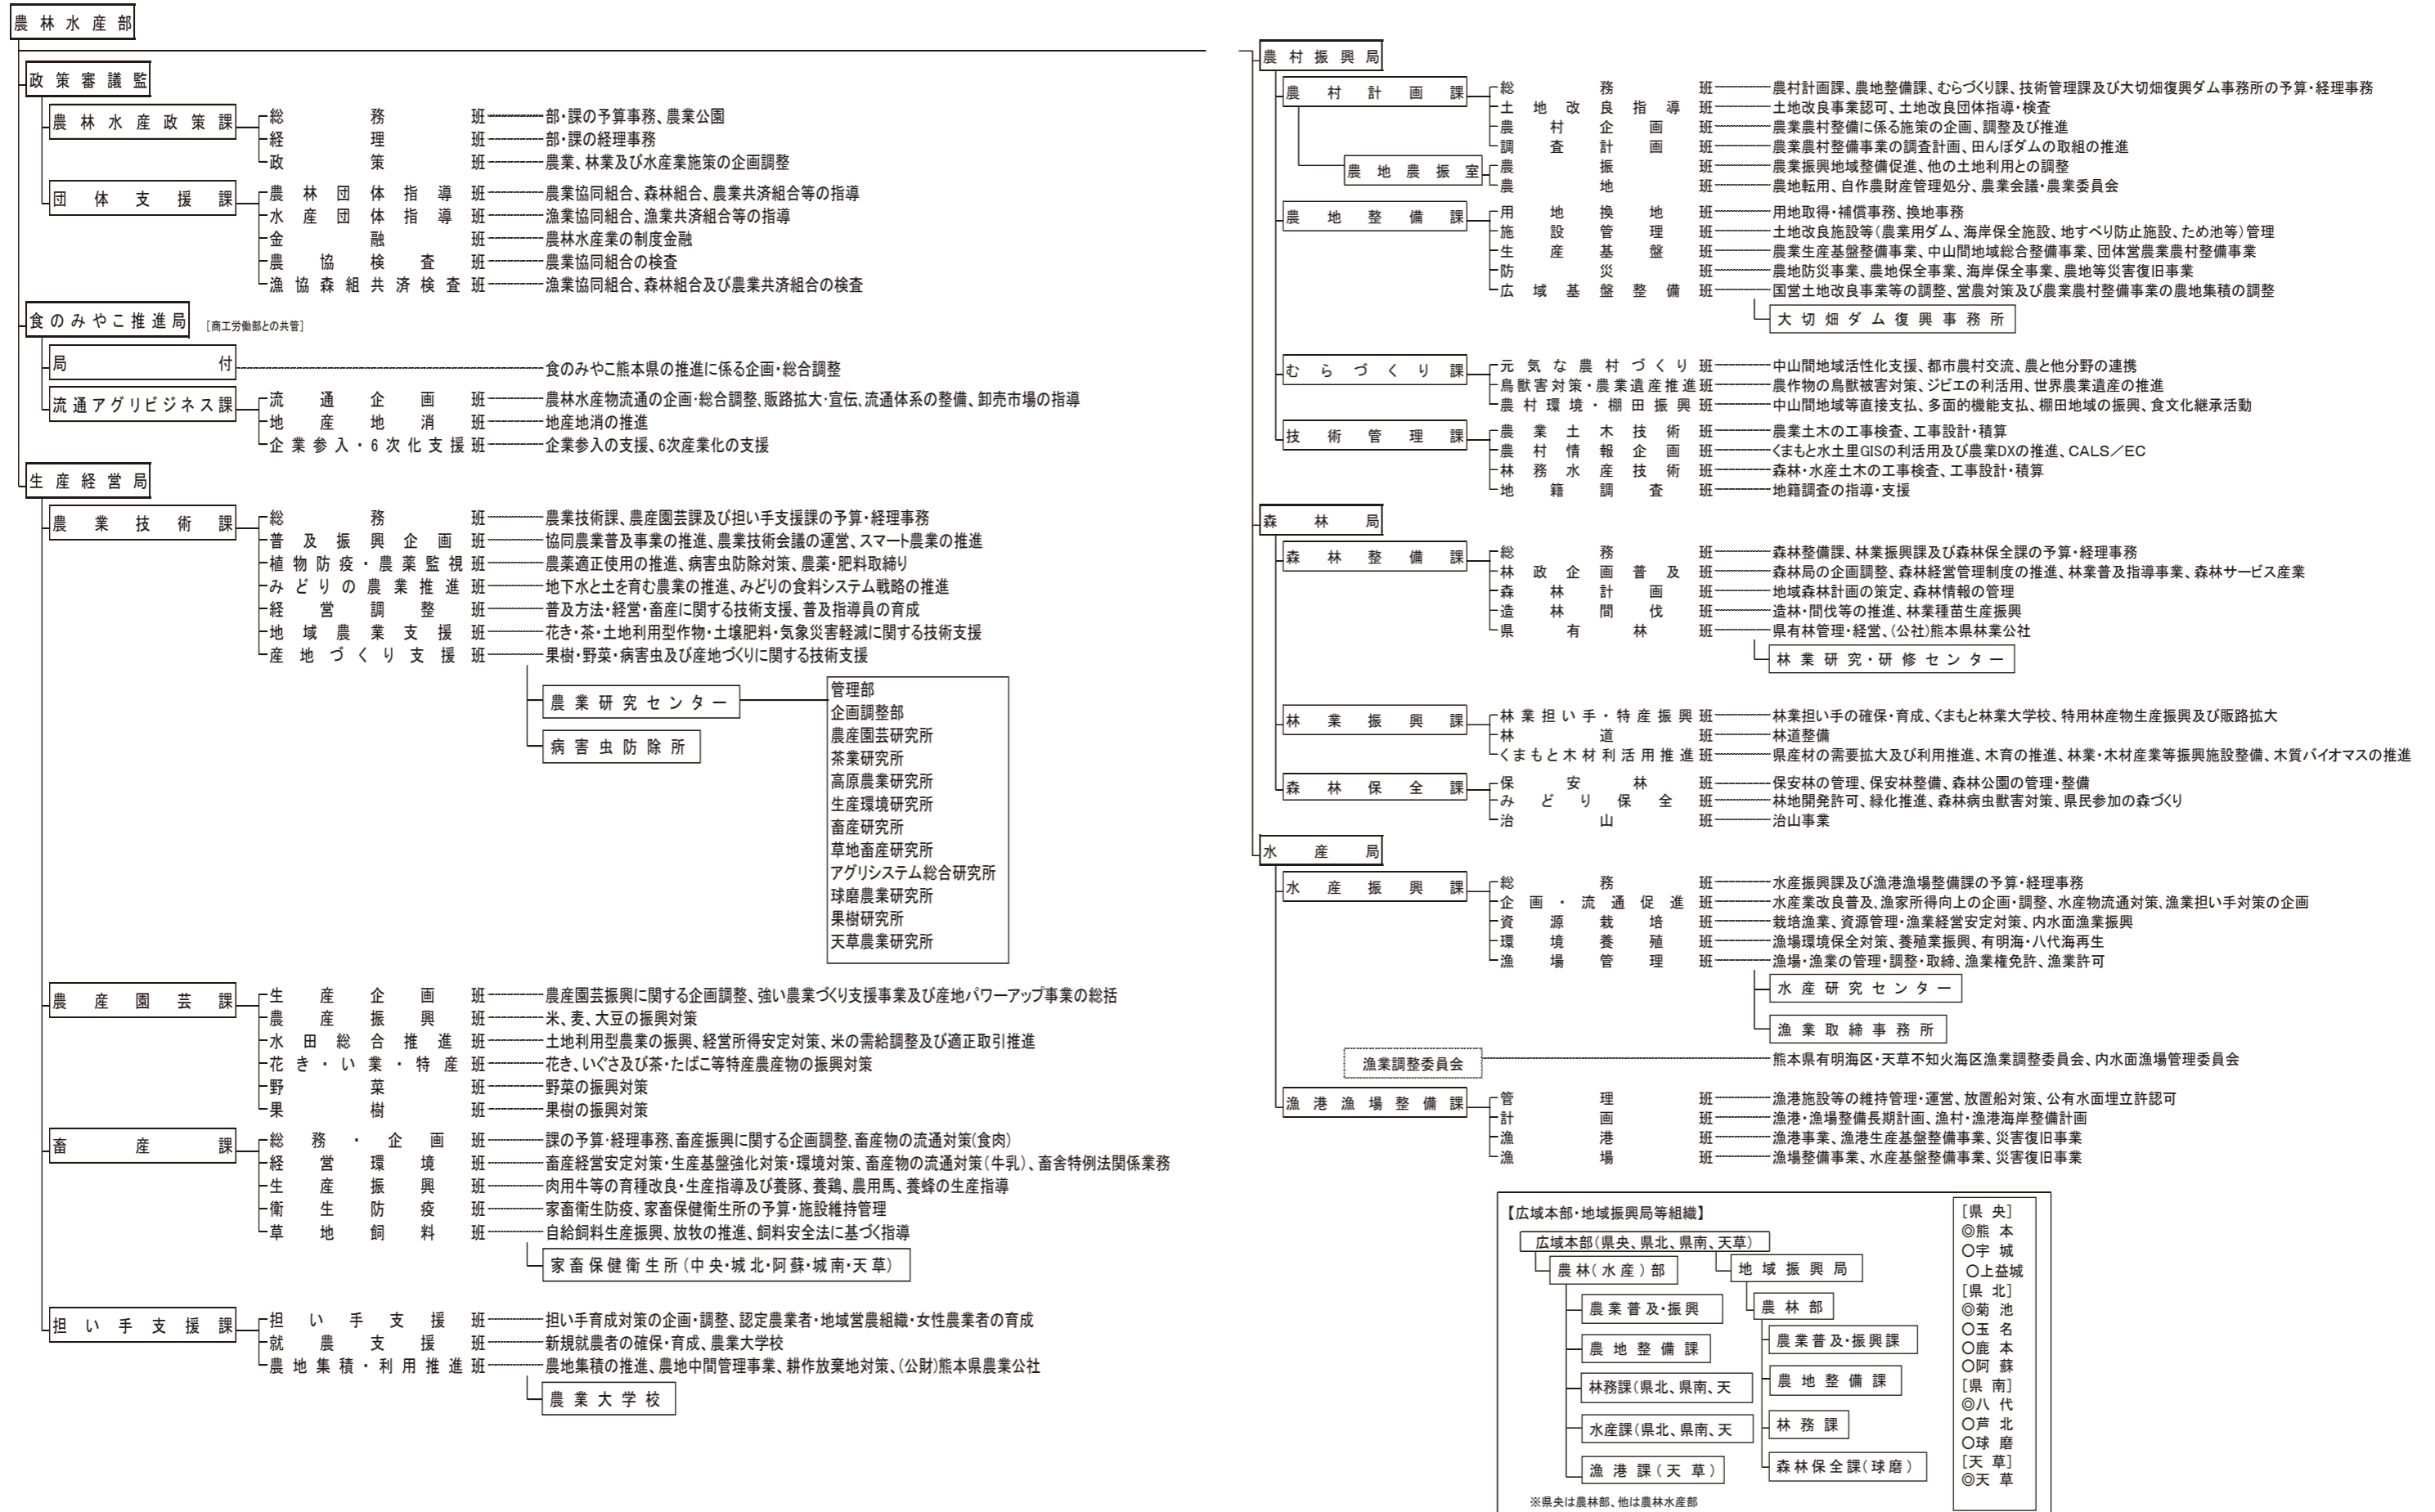 農林水産部
政策審議監
農林水産政策課
総務班 部・課の予算事務、農業公園
経理班 部・課の経理事務
政策班 農業、林業及び水産業施策の企画調整
団体支援課
農林団体指導班 農業協同組合、森林組合、農業共済組合等の指導
水産団体指導班 漁業協同組合、漁業共済組合等の指導
金融班 農林水産業の制度金融
農協検査班 農業協同組合の検査
漁協森組共済検査班 漁業協同組合、森林組合及び農業共済組合の検査
食のみやこ推進局 [商工労働部との共管]
局付 食のみやこ熊本県の推進に係る企画・総合調整
流通アグリビジネス課
流通企画班 農林水産物流通の企画・総合調整、販路拡大・宣伝、流通体系の整備、卸売市場の指導
地産地消班 地産地消の推進
企業参入・6次化支援班 企業参入の支援、6次産業化の支援
生産経営局
農業技術課
総務班 農業技術課、農産園芸課及び担い手支援課の予算・経理事務
普及振興企画班 協同農業普及事業の推進、農業技術会議の運営、スマート農業の推進
植物防疫・農薬監視班 農薬適正使用の推進、病害虫防除対策、農薬・肥料取締り
みどりの農業推進班 地下水と土を育む農業の推進、みどりの食料システム戦略の推進
経営調整班 普及方法・経営・畜産に関する技術支援、普及指導員の育成
地域農業支援班 花き・茶・土地利用型作物・土壌肥料・気象災害軽減に関する技術支援
産地づくり支援班 果樹・野菜・病害虫及び産地づくりに関する技術支援
農業研究センター
管理部
企画調整部
農産園芸研究所
茶業研究所
高原農業研究所
生産環境研究所
畜産研究所
草地畜産研究所
アグリシステム総合研究所
球磨農業研究所
果樹研究所
天草農業研究所
病害虫防除所
農産園芸課
生産企画班 農産園芸振興に関する企画調整、強い農業づくり支援事業及び産地パワーアップ事業の総括
農産振興班 米、麦、大豆の振興対策
水田総合推進班 土地利用型農業の振興、経営所得安定対策、米の需給調整及び適正取引推進
花き・い業・特産班 花き、いぐさ及び茶・たばこ等特産農産物の振興対策
野菜班 野菜の振興対策
果樹班 果樹の振興対策
畜産課
総務・企画班 課の予算・経理事務、畜産振興に関する企画調整、畜産物の流通対策(食肉)
経営環境班 畜産経営安定対策・生産基盤強化対策・環境対策、畜産物の流通対策(牛乳)、畜舎特例法関係業務
生産振興班 肉用牛等の育種改良・生産指導及び養豚、養鶏、農用馬、養蜂の生産指導
衛生防疫班 家畜衛生防疫、家畜保健衛生所の予算・施設維持管理
草地飼料班 自給飼料生産振興、放牧の推進、飼料安全法に基づく指導
家畜保健衛生所(中央・城北・阿蘇・城南・天草)
担い手支援課
担い手支援班 担い手育成対策の企画・調整、認定農業者・地域営農組織・女性農業者の育成
就農支援班 新規就農者の確保・育成、農業大学校
農地集積・利用推進班 農地集積の推進、農地中間管理事業、耕作放棄地対策、(公財)熊本県農業公社
農業大学校
農村振興局
農村計画課
総務班 農村計画課、農地整備課、むらづくり課、技術管理課及び大切畑復興ダム事務所の予算・経理事務
土地改良指導班 土地改良事業認可、土地改良団体指導・検査
農村企画班 農業農村整備に係る施策の企画、調整及び推進
調査計画班 農業農村整備事業の調査計画、田んぼダムの取組の推進
農地農振室
農振班 農業振興地域整備促進、他の土地利用との調整
農地班 農地転用、自作農財産管理処分、農業会議・農業委員会
農地整備課
用地換地班 用地取得・補償事務、換地事務
施設管理班 土地改良施設等(農業用ダム、海岸保全施設、地すべり防止施設、ため池等)管理
生産基盤班 農業生産基盤整備事業、中山間地域総合整備事業、団体営農業農村整備事業
防災班 農地防災事業、農地保全事業、海岸保全事業、農地等災害復旧事業
広域基盤整備班 国営土地改良事業等の調整、営農対策及び農業農村整備事業の農地集積の調整
大切畑ダム復興事務所
むらづくり課
元気な農村づくり班 中山間地域活性化支援、都市農村交流、農と他分野の連携
鳥獣害対策・農業遺産推進班 農作物の鳥獣被害対策、ジビエの利活用、世界農業遺産の推進
農村環境・棚田振興班 中山間地域等直接支払、多面的機能支払、棚田地域の振興、食文化継承活動
技術管理課
農業土木技術班 農業土木の工事検査、工事設計・積算
農村情報企画班 くまもと水土里GISの利活用及び農業DXの推進、CALS/EC
林務水産技術班 森林・水産土木の工事検査、工事設計・積算
地籍調査班 地籍調査の指導・支援
森林局
森林整備課
総務班 森林整備課、林業振興課及び森林保全課の予算・経理事務
林政企画普及班 森林局の企画調整、森林経営管理制度の推進、林業普及指導事業、森林サービス産業
森林計画班 地域森林計画の策定、森林情報の管理
造林間伐班 造林・間伐等の推進、林業種苗生産振興
県有林班 県有林管理・経営、(公社)熊本県林業公社
林業研究・研修センター
林業振興課
林業担い手・特産振興班 林業担い手の確保・育成、くまもと林業大学校、特用林産物生産振興及び販路拡大
林道班 林道整備
くまもと木材利活用推進班 県産材の需要拡大及び利用推進、木育の推進、林業・木材産業等振興施設整備、木質バイオマスの推進
森林保全課
保安林班 保安林の管理、保安林整備、森林公園の管理・整備
みどり保全班 林地開発許可、緑化推進、森林病虫獣害対策、県民参加の森づくり
治山班 治山事業
水産局
水産振興課
総務班 水産振興課及び漁港漁場整備課の予算・経理事務
企画・流通促進班 水産業改良普及、漁家所得向上の企画・調整、水産物流通対策、漁業担い手対策の企画
資源栽培班 栽培漁業、資源管理・漁業経営安定対策、内水面漁業振興
環境養殖班 漁場環境保全対策、養殖業振興、有明海・八代海再生
漁場管理班 漁場・漁業の管理・調整・取締、漁業権免許、漁業許可
水産研究センター
漁業取締事務所
漁業調整委員会 熊本県有明海区・天草不知火海区漁業調整委員会、内水面漁場管理委員会
漁港漁場整備課
管理班 漁港施設等の維持管理・運営、放置船対策、公有水面埋立許認可
計画班 漁港・漁場整備長期計画、漁村・漁港海岸整備計画
漁港班 漁港事業、漁港生産基盤整備事業、災害復旧事業
漁場班 漁場整備事業、水産基盤整備事業、災害復旧事業
【広域本部・地域振興局等組織】
広域本部(県央、県北、県南、天草)
農林(水産)部
農業普及・振興
農地整備課
林務課(県北、県南、天
水産課(県北、県南、天
漁港課(天草)
地域振興局
農林部
農業普及・振興課
農地整備課
林務課
森林保全課(球磨)
※県央は農林部、他は農林水産部
[県央]
◎熊本
○宇城
○上益城
[県北]
◎菊池
○玉名
○鹿本
○阿蘇
[県南]
◎八代
○芦北
○球磨
[天草]
◎天草